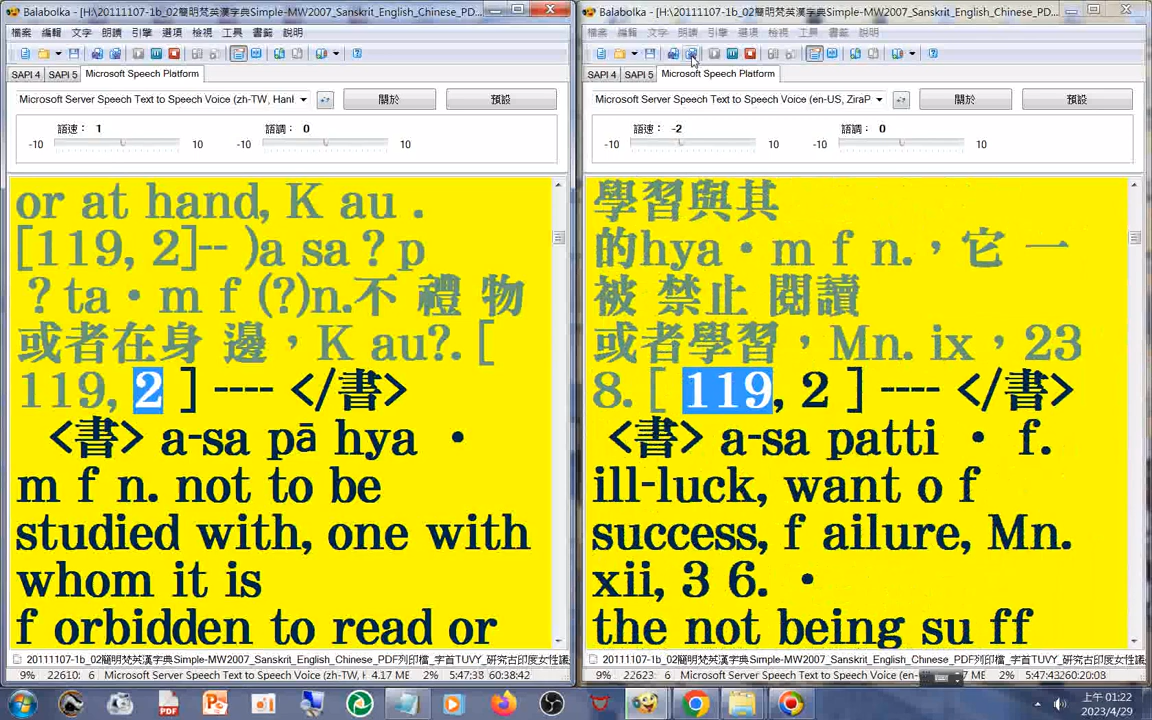 Balabolka - [H:\20111107-1b_02簡明梵英漢字典Simple-MW2007_Sanskrit_English_Chinese_PD...
檔案 編輯 文字 朗讀 引擎 選項 檢視 工具 書籤 說明
SAPI 4 SAPI 5 Microsoft Speech Platform
Microsoft Server Speech Text to Speech Voice (zh-TW, Hanl
關於 預設
語速： 1 語調： 0
-10 10 -10 10
or at hand, K au .
[119, 2]-- )a sa ? p
? ta • m f (?)n.不 禮 物
或者在身 邊，K au?. [
119, 2 ] ---- </書>
<書> a-sa pā hya •
m f n. not to be
studied with, one with
whom it is
f orbidden to read or
20111107-1b_02簡明梵英漢字典Simple-MW2007_Sanskrit_English_Chinese_PDF列印檔_字首TUVY_研究古印度女性議
9% 22610: 6 Microsoft Server Speech Text to Speech Voice (zh-TW, H 4.17 ME 2% 5:47:38 60:38:42
Balabolka - [H:\20111107-1b_02簡明梵英漢字典Simple-MW2007_Sanskrit_English_Chinese_PD...
檔案 編輯 文字 朗讀 引擎 選項 檢視 工具 書籤 說明
SAPI 4 SAPI 5 Microsoft Speech Platform
Microsoft Server Speech Text to Speech Voice (en-US, ZiraP
關於 預設
語速： -2 語調： 0
-10 10 -10 10
學習與其
的hya • m f n.，它 一
被 禁止 閱讀
或者學習，Mn. ix，23
8. [ 119, 2 ] ---- </書>
<書> a-sa patti • f.
ill-luck, want o f
success, f ailure, Mn.
xii, 3 6. •
the not being su ff
20111107-1b_02簡明梵英漢字典Simple-MW2007_Sanskrit_English_Chinese_PDF列印檔_字首TUVY_研究古印度女性議
9% 22623: 6 Microsoft Server Speech Text to Speech Voice (en- 4.17 ME 2% 5:47:43 60:20:08
上午 01:22
2023/4/29